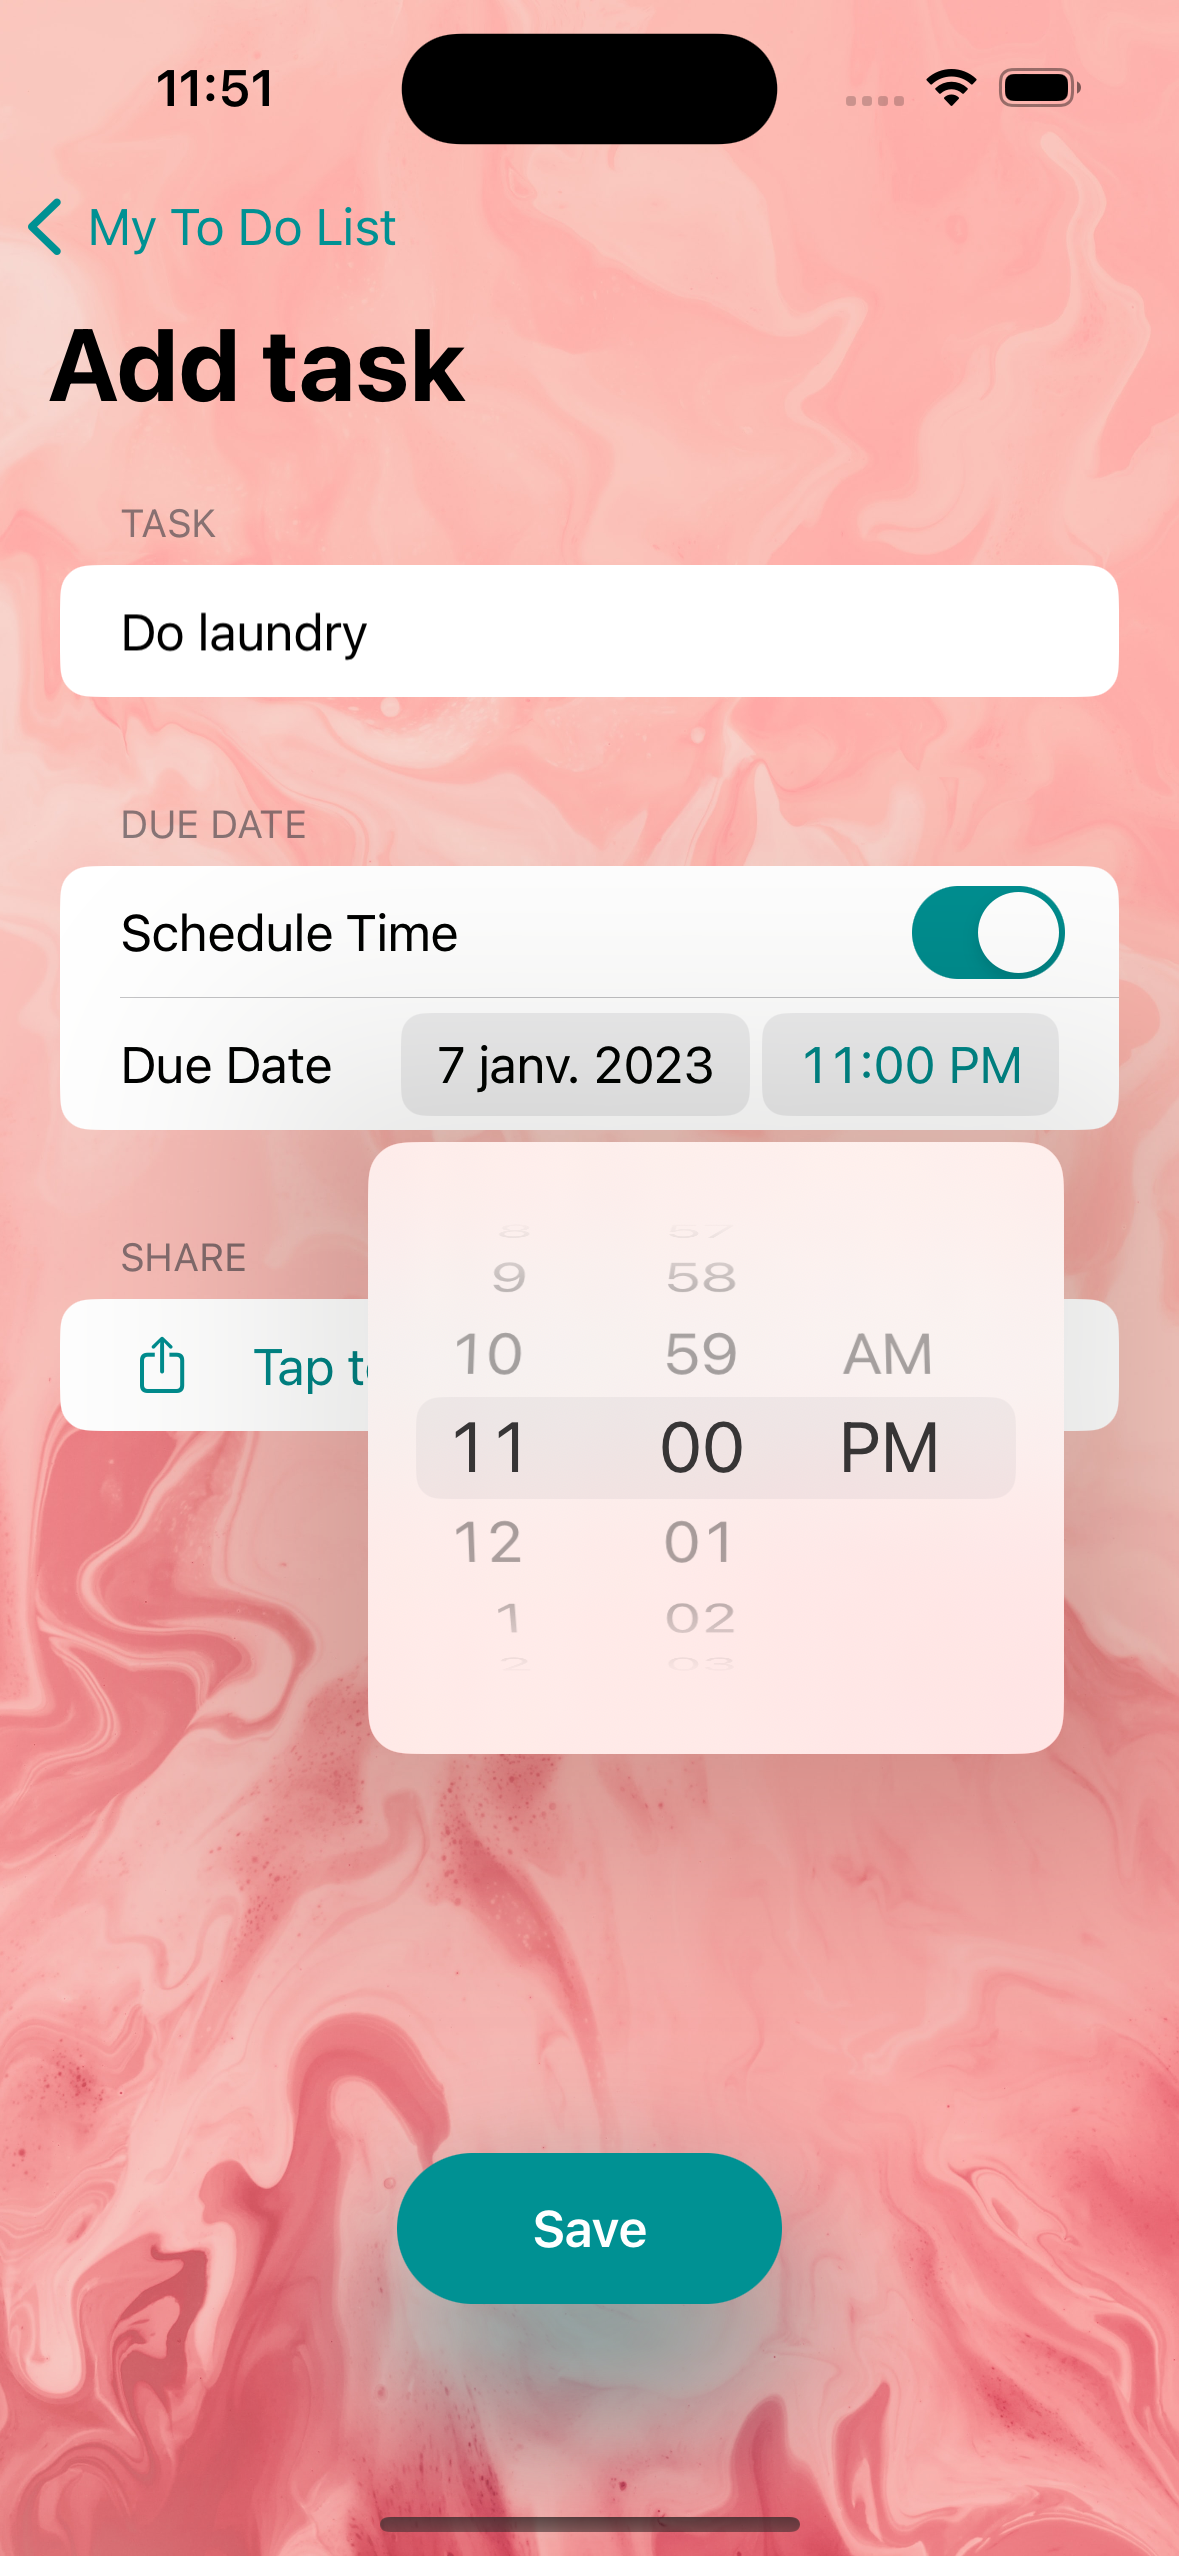 11:51
My To Do List
Add task
TASK
Do laundry
DUE DATE
Schedule Time
Due Date 7 janv. 2023 11:00 PM
SHARE
Tap
8 57
9 58
10 59 AM
11 00 PM
12 01
1 02
2 03
Save